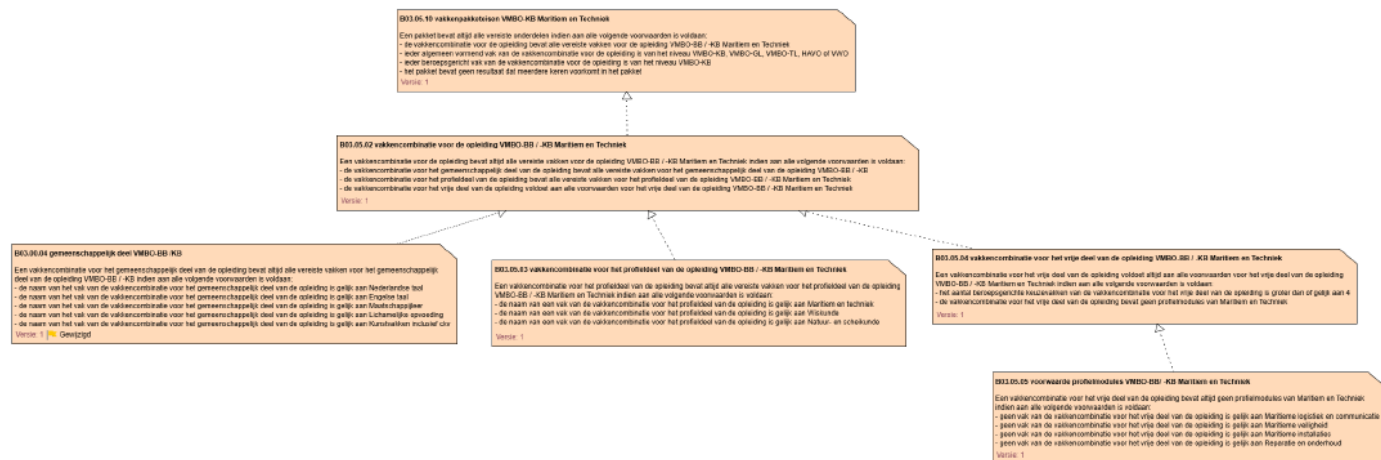 B03.05.10 vakkenpakketeisen VMBO-KB Maritiem en Techniek
Een pakket bevat altijd alle vereiste onderdelen indien aan alle volgende voorwaarden is voldaan:
- de vakkencombinatie voor de opleiding bevat alle vereiste vakken voor de opleiding VMBO-BB / -KB Maritiem en Techniek
- ieder algemeen vormend vak van de vakkencombinatie voor de opleiding is van het niveau VMBO-KB, VMBO-GL, VMBO-TL, HAVO of VWO
- ieder beroepsgericht vak van de vakkencombinatie voor de opleiding is van het niveau VMBO-KB
- het pakket bevat geen resultaat dat meerdere keren voorkomt in het pakket
Versie: 1
B03.05.02 vakkencombinatie voor de opleiding VMBO-BB / -KB Maritiem en Techniek
Een vakkencombinatie voor de opleiding bevat altijd alle vereiste vakken voor de opleiding VMBO-BB / -KB Maritiem en Techniek indien aan alle volgende voorwaarden is voldaan:
- de vakkencombinatie voor het gemeenschappelijk deel van de opleiding bevat alle vereiste vakken voor het gemeenschappelijk deel van de opleiding VMBO-BB / -KB
- de vakkencombinatie voor het profieldeel van de opleiding bevat alle vereiste vakken voor het profieldeel van de opleiding VMBO-BB / -KB Maritiem en Techniek
- de vakkencombinatie voor het vrije deel van de opleiding voldoet aan alle voorwaarden voor het vrije deel van de opleiding VMBO-BB / -KB Maritiem en Techniek
Versie: 1
B03.00.04 gemeenschappelijk deel VMBO-BB /KB
Een vakkencombinatie voor het gemeenschappelijk deel van de opleiding bevat altijd alle vereiste vakken voor het gemeenschappelijk
deel van de opleiding VMBO-BB / -KB indien aan alle volgende voorwaarden is voldaan:
- de naam van het vak van de vakkencombinatie voor het gemeenschappelijk deel van de opleiding is gelijk aan Nederlandse taal
- de naam van het vak van de vakkencombinatie voor het gemeenschappelijk deel van de opleiding is gelijk aan Engelse taal
- de naam van het vak van de vakkencombinatie voor het gemeenschappelijk deel van de opleiding is gelijk aan Maatschappijleer
- de naam van het vak van de vakkencombinatie voor het gemeenschappelijk deel van de opleiding is gelijk aan Lichamelijke opvoeding
- de naam van het vak van de vakkencombinatie voor het gemeenschappelijk deel van de opleiding is gelijk aan Kunstvakken inclusief ckv
Versie: 1 Gewijzigd
B03.05.03 vakkencombinatie voor het profieldeel van de opleiding VMBO-BB / -KB Maritiem en Techniek
Een vakkencombinatie voor het profieldeel van de opleiding bevat altijd alle vereiste vakken voor het profieldeel van de opleiding
VMBO-BB / -KB Maritiem en Techniek indien aan alle volgende voorwaarden is voldaan:
- de naam van een vak van de vakkencombinatie voor het profieldeel van de opleiding is gelijk aan Maritiem en techniek
- de naam van een vak van de vakkencombinatie voor het profieldeel van de opleiding is gelijk aan Wiskunde
- de naam van een vak van de vakkencombinatie voor het profieldeel van de opleiding is gelijk aan Natuur- en scheikunde
Versie: 1
B03.05.04 vakkencombinatie voor het vrije deel van de opleiding VMBO-BB / -KB Maritiem en Techniek
Een vakkencombinatie voor het vrije deel van de opleiding voldoet altijd aan alle voorwaarden voor het vrije deel van de opleiding
VMBO-BB / -KB Maritiem en Techniek indien aan alle volgende voorwaarden is voldaan:
- het aantal beroepsgerichte keuzevakken van de vakkencombinatie voor het vrije deel van de opleiding is groter dan of gelijk aan 4
- de vakkencombinatie voor het vrije deel van de opleiding bevat geen profielmodules van Maritiem en Techniek
Versie: 1
B03.05.05 voorwaarde profielmodules VMBO-BB/ -KB Maritiem en Techniek
Een vakkencombinatie voor het vrije deel van de opleiding bevat altijd geen profielmodules van Maritiem en Techniek
indien aan alle volgende voorwaarden is voldaan:
- geen vak van de vakkencombinatie voor het vrije deel van de opleiding is gelijk aan Maritieme logistiek en communicatie
- geen vak van de vakkencombinatie voor het vrije deel van de opleiding is gelijk aan Maritieme veiligheid
- geen vak van de vakkencombinatie voor het vrije deel van de opleiding is gelijk aan Maritieme installaties
- geen vak van de vakkencombinatie voor het vrije deel van de opleiding is gelijk aan Reparatie en onderhoud
Versie: 1